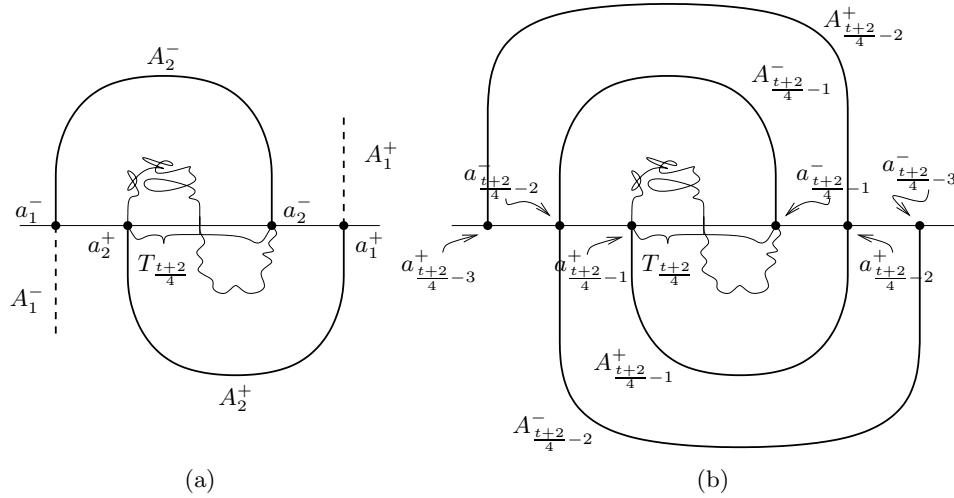 A_2^-
A_1^+
a_1^-
a_2^+
a_2^-
a_1^+
T_{\frac{t+2}{4}}
A_1^-
A_2^+
(a)
A^+_{\frac{t+2}{4}-2}
A^-_{\frac{t+2}{4}-1}
a^-_{\frac{t+2}{4}-2}
a^-_{\frac{t+2}{4}-1}
a^-_{\frac{t+2}{4}-3}
a^+_{\frac{t+2}{4}-3}
a^+_{\frac{t+2}{4}-1}
T_{\frac{t+2}{4}}
a^+_{\frac{t+2}{4}-2}
A^+_{\frac{t+2}{4}-1}
A^-_{\frac{t+2}{4}-2}
(b)